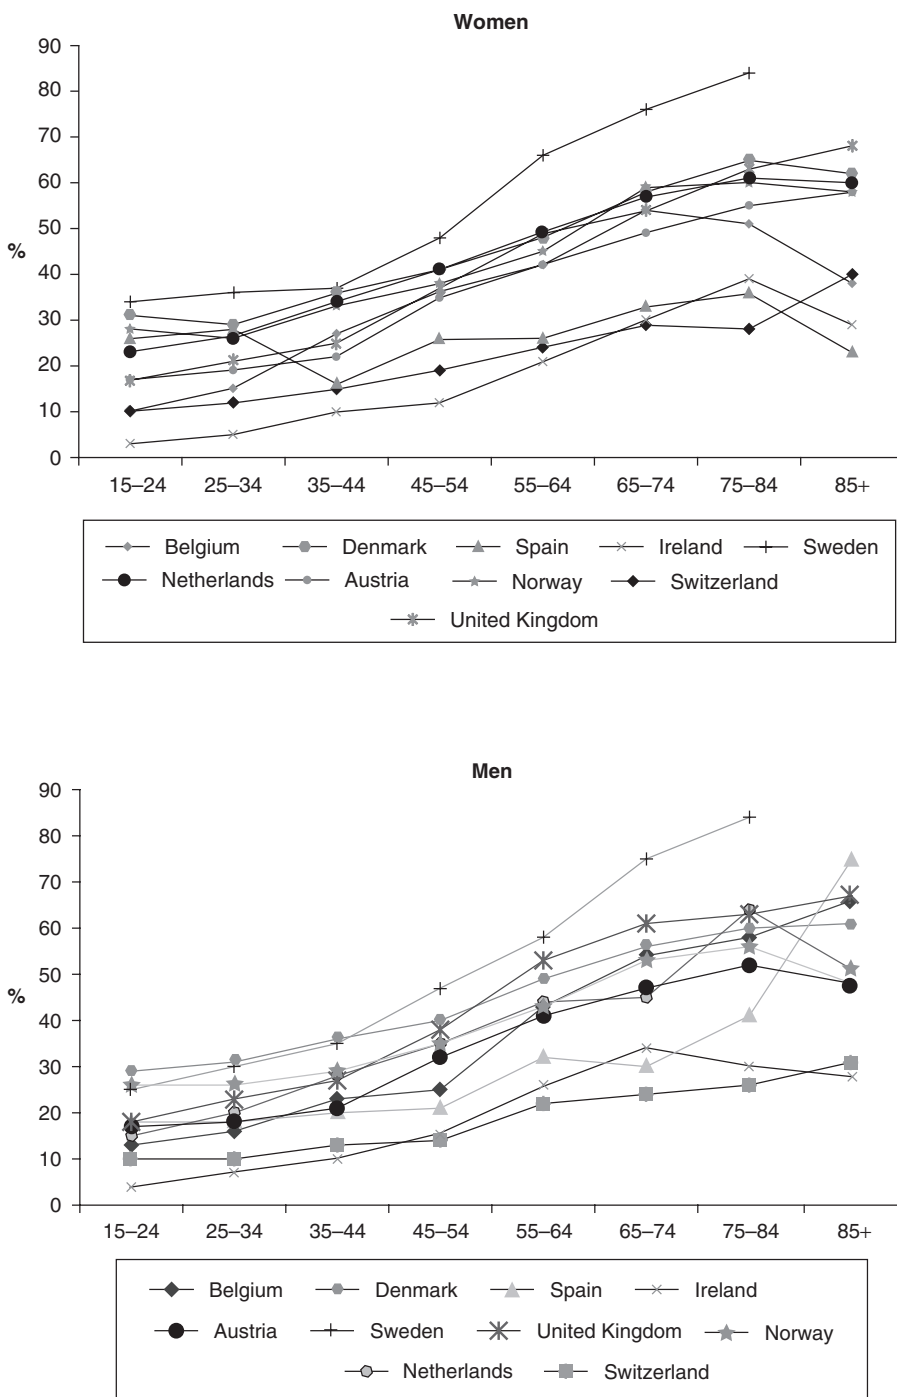 Women
90
80
70
60
50
%
40
30
20
10
0
15–24 25–34 35–44 45–54 55–64 65–74 75–84 85+
Belgium Denmark Spain Ireland Sweden
Netherlands Austria Norway Switzerland
United Kingdom
Men
90
80
70
60
50
%
40
30
20
10
0
15–24 25–34 35–44 45–54 55–64 65–74 75–84 85+
Belgium Denmark Spain Ireland
Austria Sweden United Kingdom Norway
Netherlands Switzerland